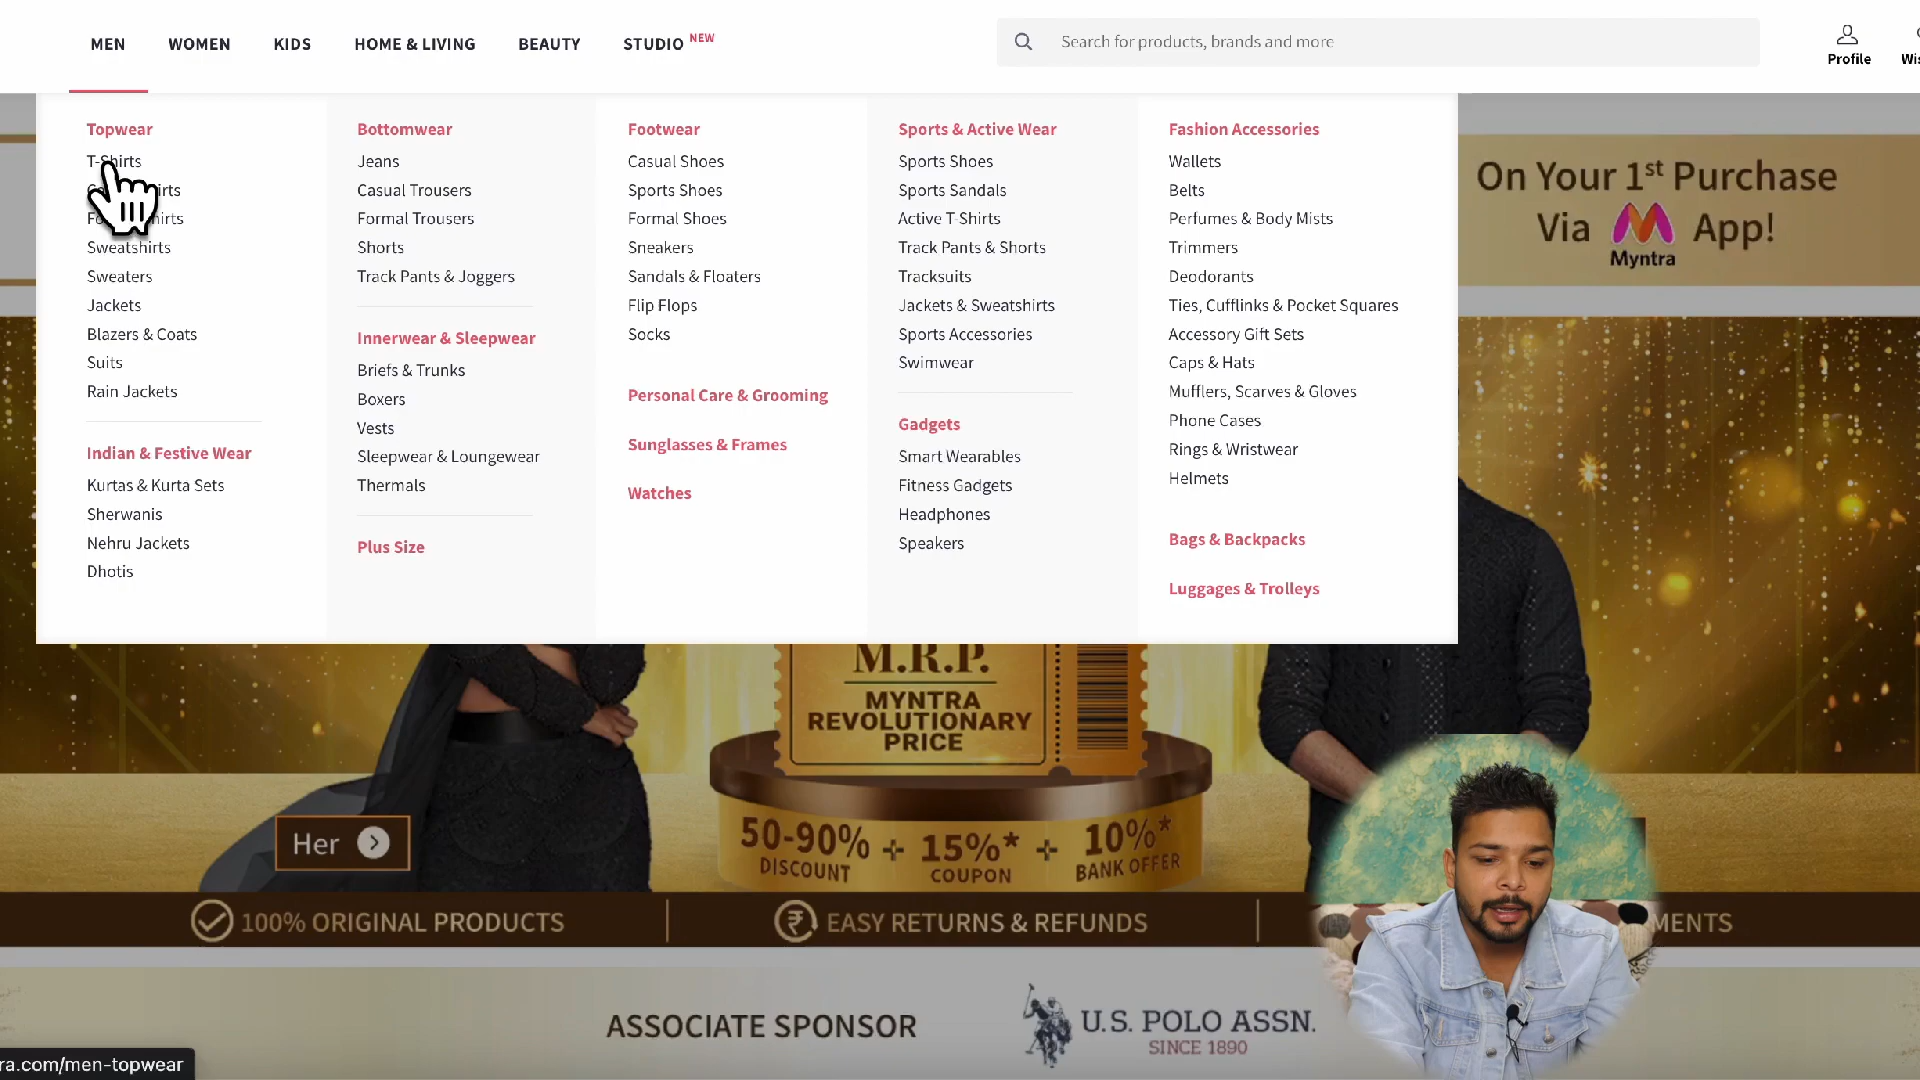 MEN
WOMEN
KIDS
HOME & LIVING
BEAUTY
STUDIO NEW
Search for products, brands and more
Profile
Topwear
T-Shirts
Sweatshirts
Sweaters
Jackets
Blazers & Coats
Suits
Rain Jackets
Indian & Festive Wear
Kurtas & Kurta Sets
Sherwanis
Nehru Jackets
Dhotis
Bottomwear
Jeans
Casual Trousers
Formal Trousers
Shorts
Track Pants & Joggers
Innerwear & Sleepwear
Briefs & Trunks
Boxers
Vests
Sleepwear & Loungewear
Thermals
Plus Size
Footwear
Casual Shoes
Sports Shoes
Formal Shoes
Sneakers
Sandals & Floaters
Flip Flops
Socks
Personal Care & Grooming
Sunglasses & Frames
Watches
Sports & Active Wear
Sports Shoes
Sports Sandals
Active T-Shirts
Track Pants & Shorts
Tracksuits
Jackets & Sweatshirts
Sports Accessories
Swimwear
Gadgets
Smart Wearables
Fitness Gadgets
Headphones
Speakers
Fashion Accessories
Wallets
Belts
Perfumes & Body Mists
Trimmers
Deodorants
Ties, Cufflinks & Pocket Squares
Accessory Gift Sets
Caps & Hats
Mufflers, Scarves & Gloves
Phone Cases
Rings & Wristwear
Helmets
Bags & Backpacks
Luggages & Trolleys
On Your 1st Purchase
Via Myntra App!
M.R.P.
MYNTRA
REVOLUTIONARY
PRICE
Her
50-90% DISCOUNT + 15%* COUPON + 10%* BANK OFFER
100% ORIGINAL PRODUCTS
EASY RETURNS & REFUNDS
MENTS
ASSOCIATE SPONSOR
U.S. POLO ASSN.
SINCE 1890
ra.com/men-topwear